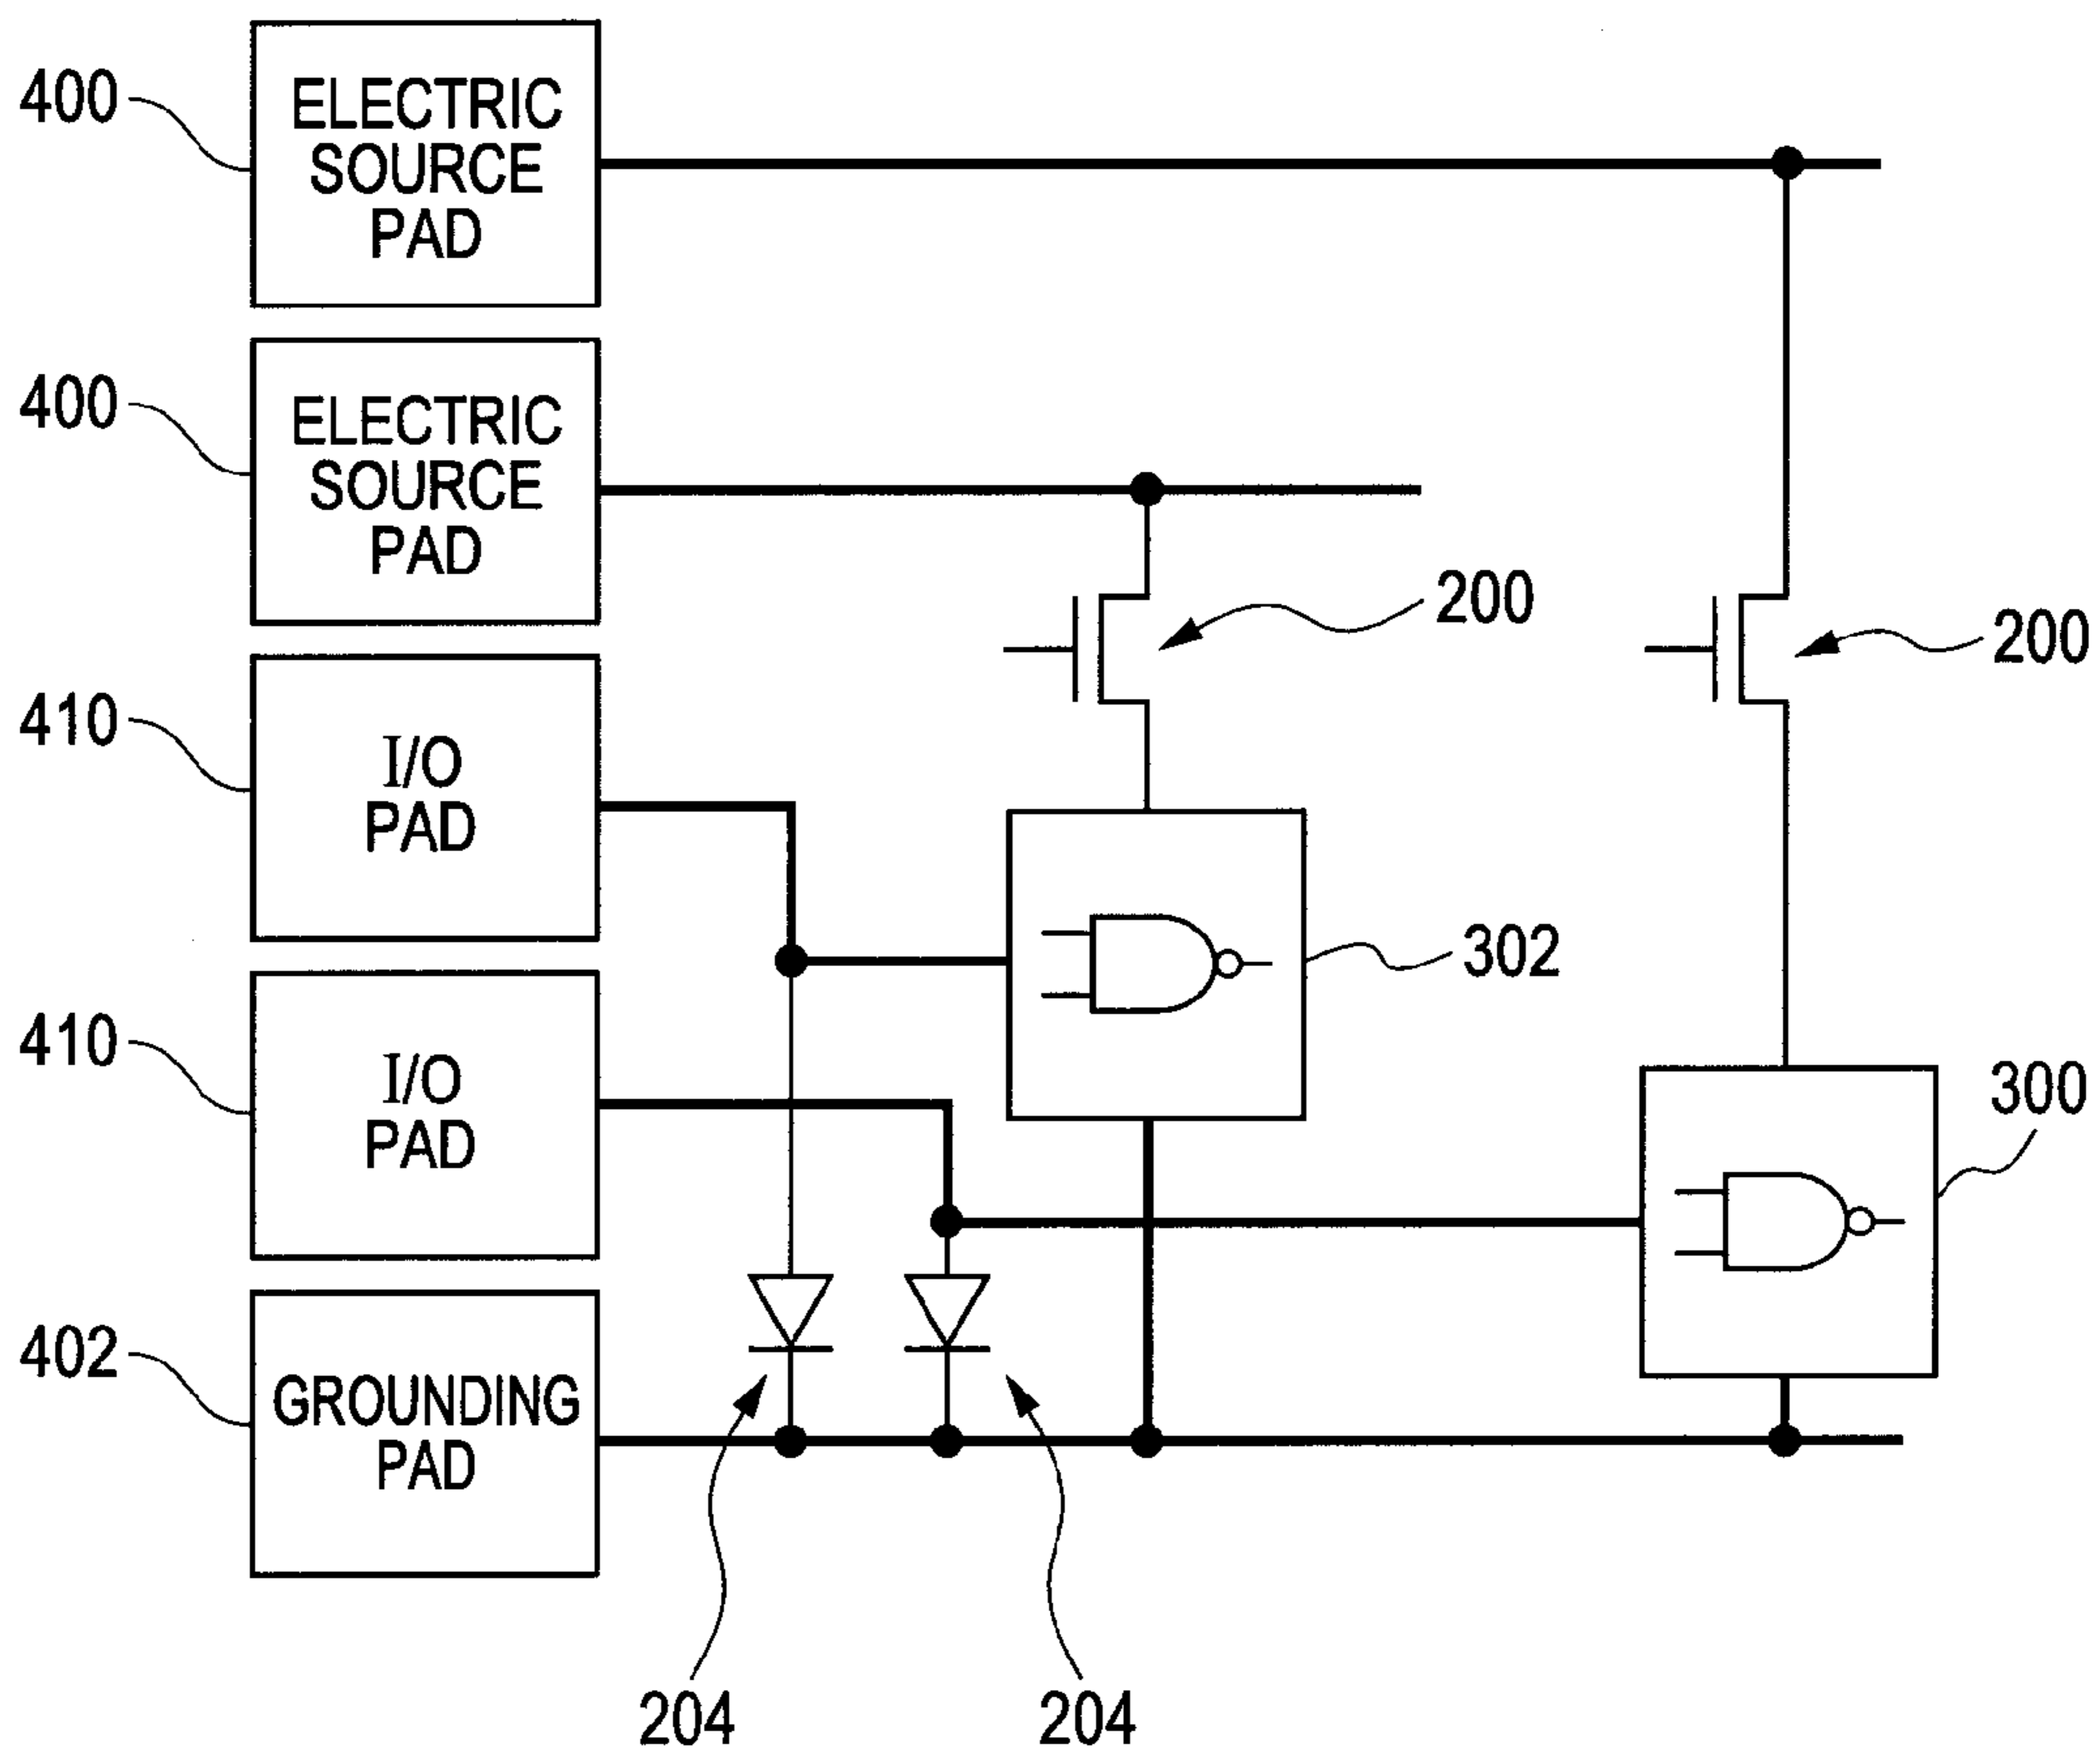 400
ELECTRIC
SOURCE
PAD
400
ELECTRIC
SOURCE
PAD
200
200
410
I/O
PAD
302
410
I/O
PAD
300
402
GROUNDING
PAD
204
204